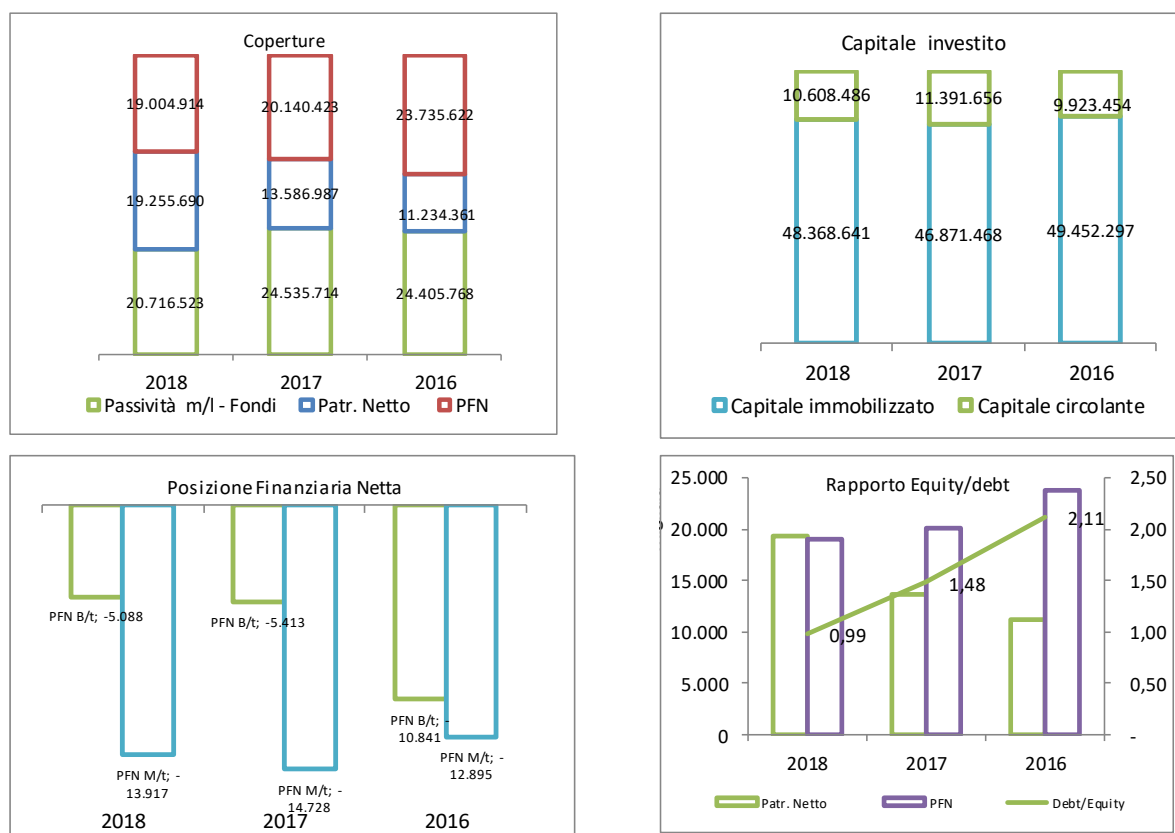 Coperture
19.004.914
20.140.423
23.735.622
19.255.690
13.586.987
11.234.361
20.716.523
24.535.714
24.405.768
2018
2017
2016
Passività m/l - Fondi
Patr. Netto
PFN
Capitale investito
10.608.486
11.391.656
9.923.454
48.368.641
46.871.468
49.452.297
2018
2017
2016
Capitale immobilizzato
Capitale circolante
Posizione Finanziaria Netta
PFN B/t; -5.088
PFN B/t; -5.413
PFN B/t; -
10.841
PFN M/t; -
13.917
PFN M/t; -
14.728
PFN M/t; -
12.895
2018
2017
2016
Rapporto Equity/debt
25.000
20.000
15.000
10.000
5.000
0
2,50
2,00
1,50
1,00
0,50
-
0,99
1,48
2,11
2018
2017
2016
Patr. Netto
PFN
Debt/Equity